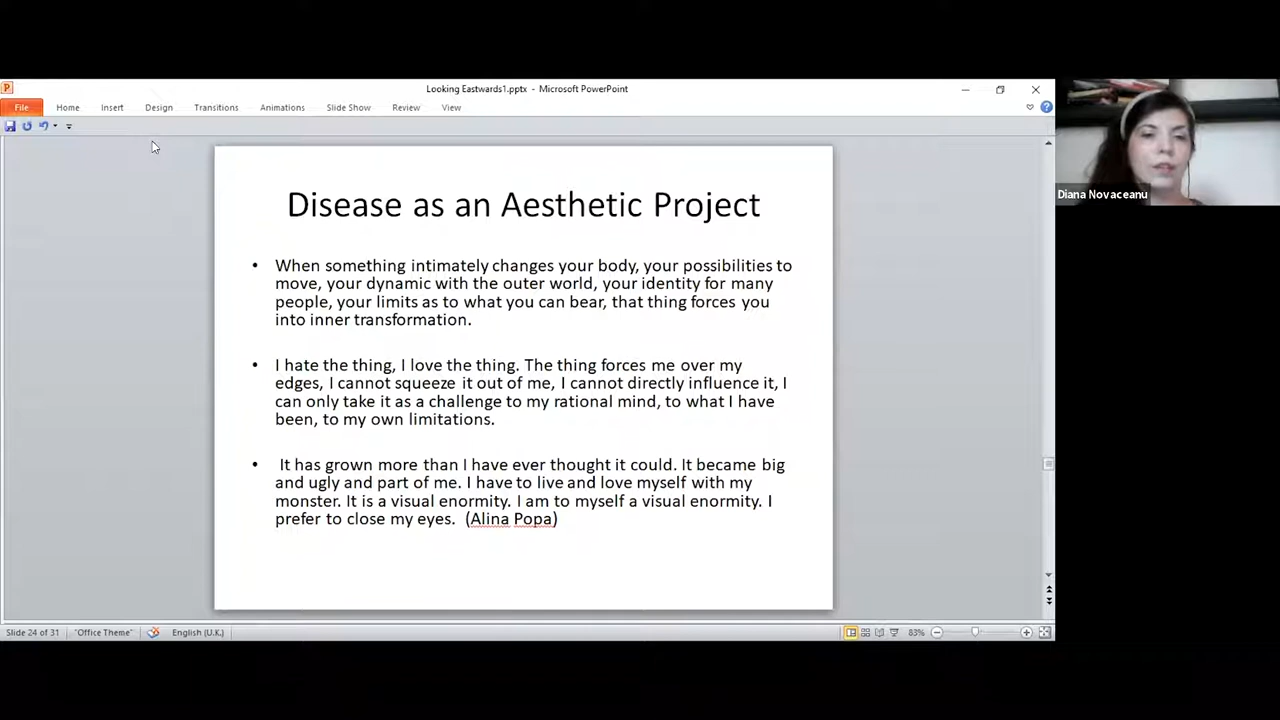 Looking Eastwards1.pptx - Microsoft PowerPoint
File Home Insert Design Transitions Animations Slide Show Review View
Diana Novaceanu
Disease as an Aesthetic Project
• When something intimately changes your body, your possibilities to
move, your dynamic with the outer world, your identity for many
people, your limits as to what you can bear, that thing forces you
into inner transformation.
• I hate the thing, I love the thing. The thing forces me over my
edges, I cannot squeeze it out of me, I cannot directly influence it, I
can only take it as a challenge to my rational mind, to what I have
been, to my own limitations.
• It has grown more than I have ever thought it could. It became big
and ugly and part of me. I have to live and love myself with my
monster. It is a visual enormity. I am to myself a visual enormity. I
prefer to close my eyes. (Alina Popa)
Slide 24 of 31 "Office Theme" English (U.K.) 83%